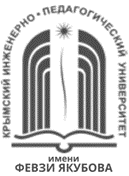 КРЫМСКИЙ ИНЖЕНЕРНО • ПЕДАГОГИЧЕСКИЙ УНИВЕРСИТЕТ
имени
ФЕВЗИ ЯКУБОВА